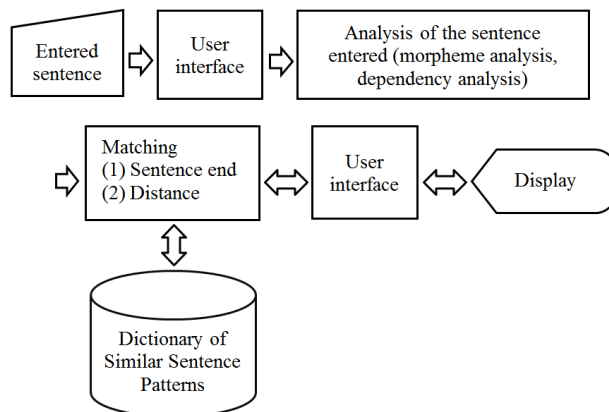 Entered
sentence
User
interface
Analysis of the sentence
entered (morpheme analysis,
dependency analysis)
Matching
(1) Sentence end
(2) Distance
User
interface
Display
Dictionary of
Similar Sentence
Patterns